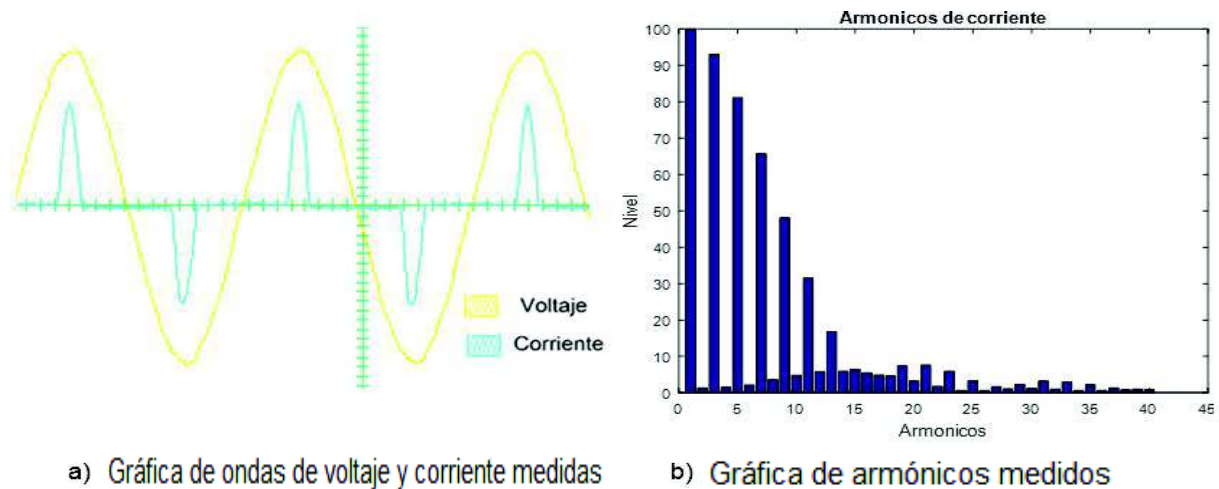 Voltaje
Corriente
a) Gráfica de ondas de voltaje y corriente medidas
Armonicos de corriente
Nivel
100
90
80
70
60
50
40
30
20
10
0
0 5 10 15 20 25 30 35 40 45
Armonicos
b) Gráfica de armónicos medidos